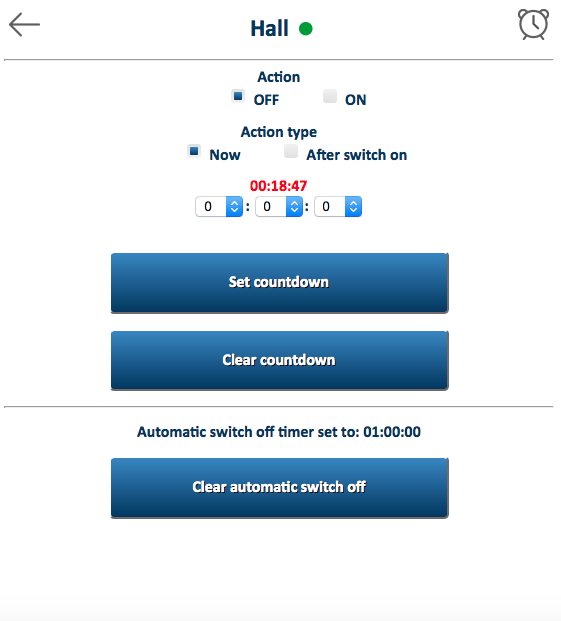 Hall
Action
OFF ON
Action type
Now After switch on
00:18:47
0 : 0 : 0
Set countdown
Clear countdown
Automatic switch off timer set to: 01:00:00
Clear automatic switch off